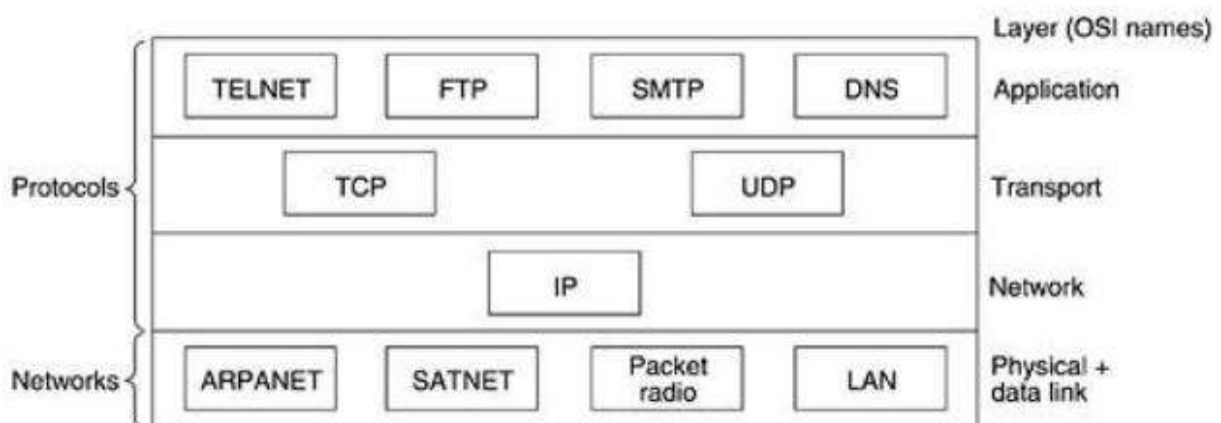 Layer (OSI names)
TELNET FTP SMTP DNS Application
Protocols TCP UDP Transport
IP Network
Networks ARPANET SATNET Packet radio LAN Physical + data link